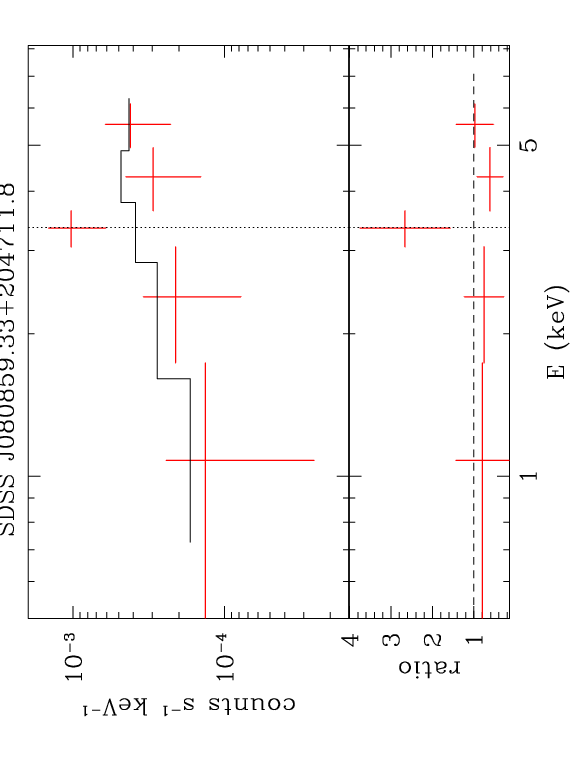 SDSS J080859.33+204711.8
counts s⁻¹ keV⁻¹
10⁻³
10⁻⁴
ratio
4
3
2
1
1
5
E (keV)